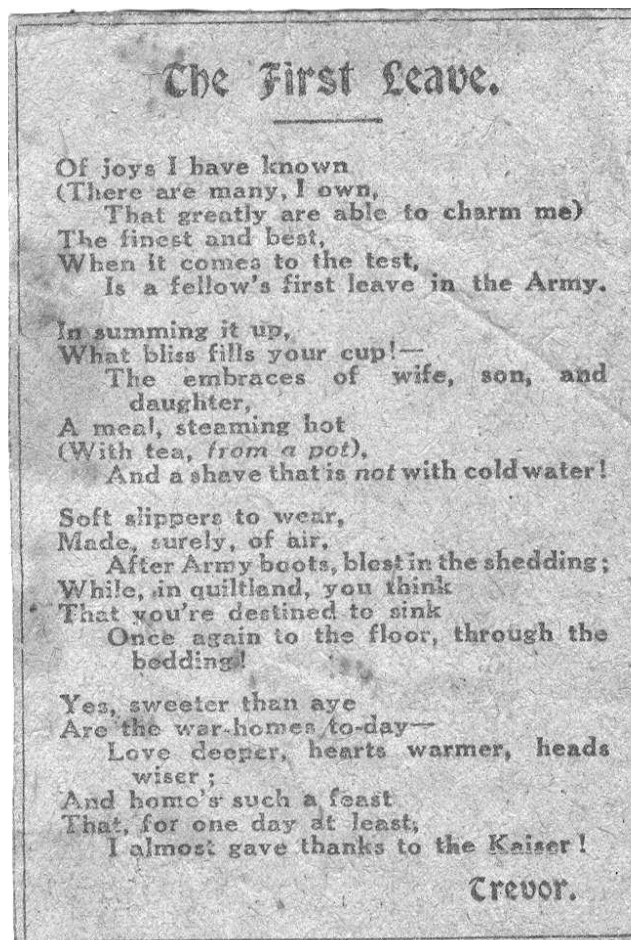 The First Leave.
Of joys I have known
(There are many, I own,
That greatly are able to charm me)
The finest and best,
When it comes to the test,
Is a fellow's first leave in the Army.
In summing it up,
What bliss fills your cup!—
The embraces of wife, son, and
daughter,
A meal, steaming hot
(With tea, from a pot),
And a shave that is not with cold water!
Soft slippers to wear,
Made, surely, of air,
After Army boots, blest in the shedding;
While, in quiltland, you think
That you're destined to sink
Once again to the floor, through the
bedding!
Yes, sweeter than aye
Are the war-homes to-day—
Love deeper, hearts warmer, heads
wiser;
And home's such a feast
That, for one day at least,
I almost gave thanks to the Kaiser!
Trevor.